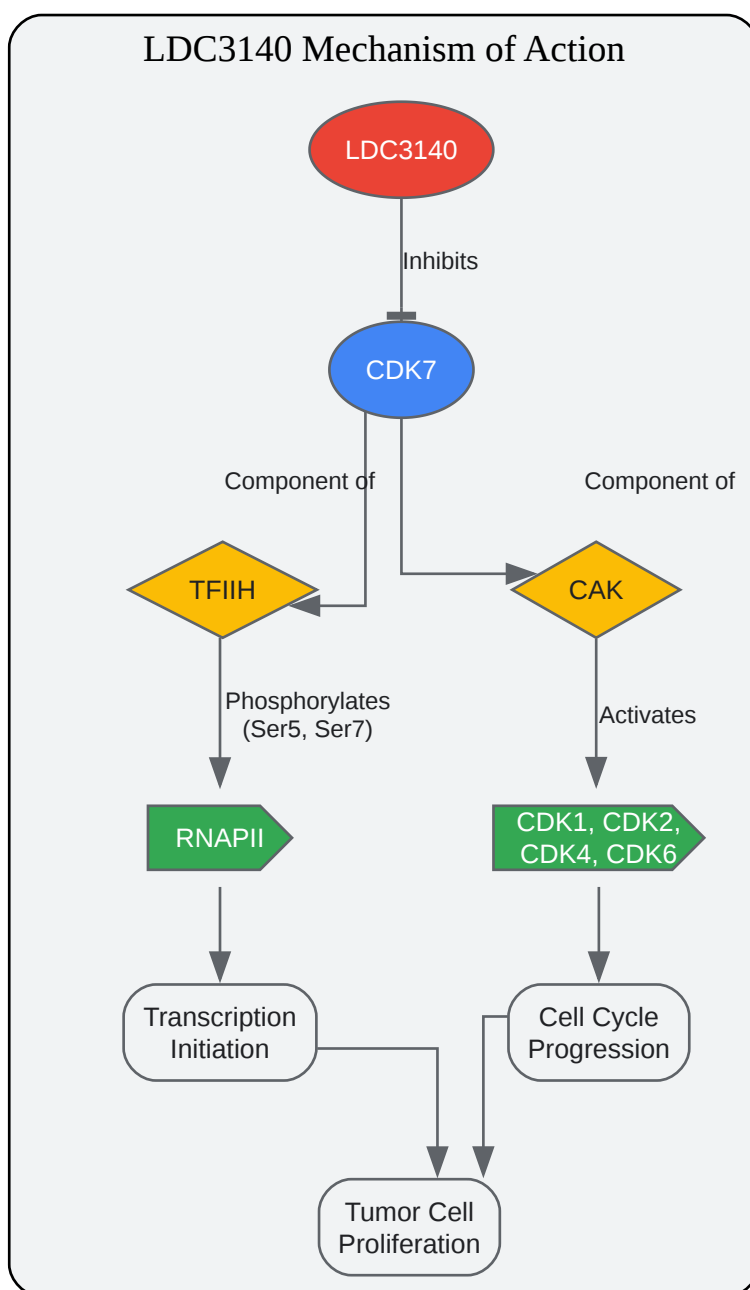 LDC3140 Mechanism of Action
LDC3140
Inhibits
CDK7
Component of
Component of
TFIIH
CAK
Phosphorylates
(Ser5, Ser7)
Activates
RNAPII
CDK1, CDK2,
CDK4, CDK6
Transcription
Initiation
Cell Cycle
Progression
Tumor Cell
Proliferation